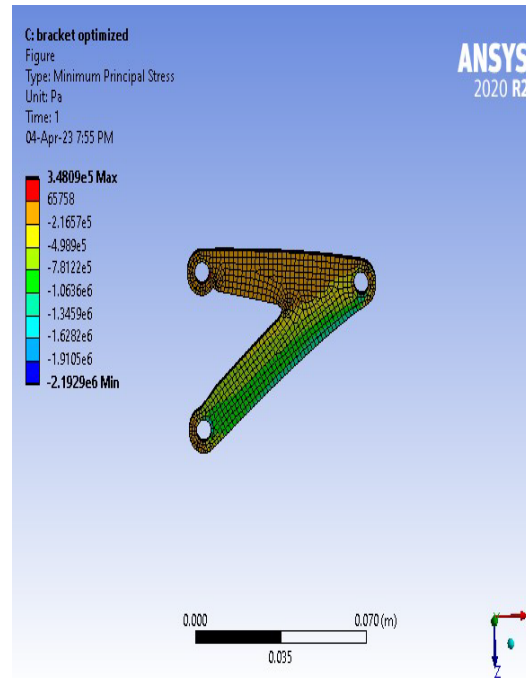 C: bracket optimized
Figure
Type: Minimum Principal Stress
Unit: Pa
Time: 1
04-Apr-23 7:55 PM
ANSYS
2020 R2
3.4809e5 Max
65758
-2.1657e5
-4.989e5
-7.8122e5
-1.0636e6
-1.3459e6
-1.6282e6
-1.9105e6
-2.1929e6 Min
0.000
0.070 (m)
0.035
Z